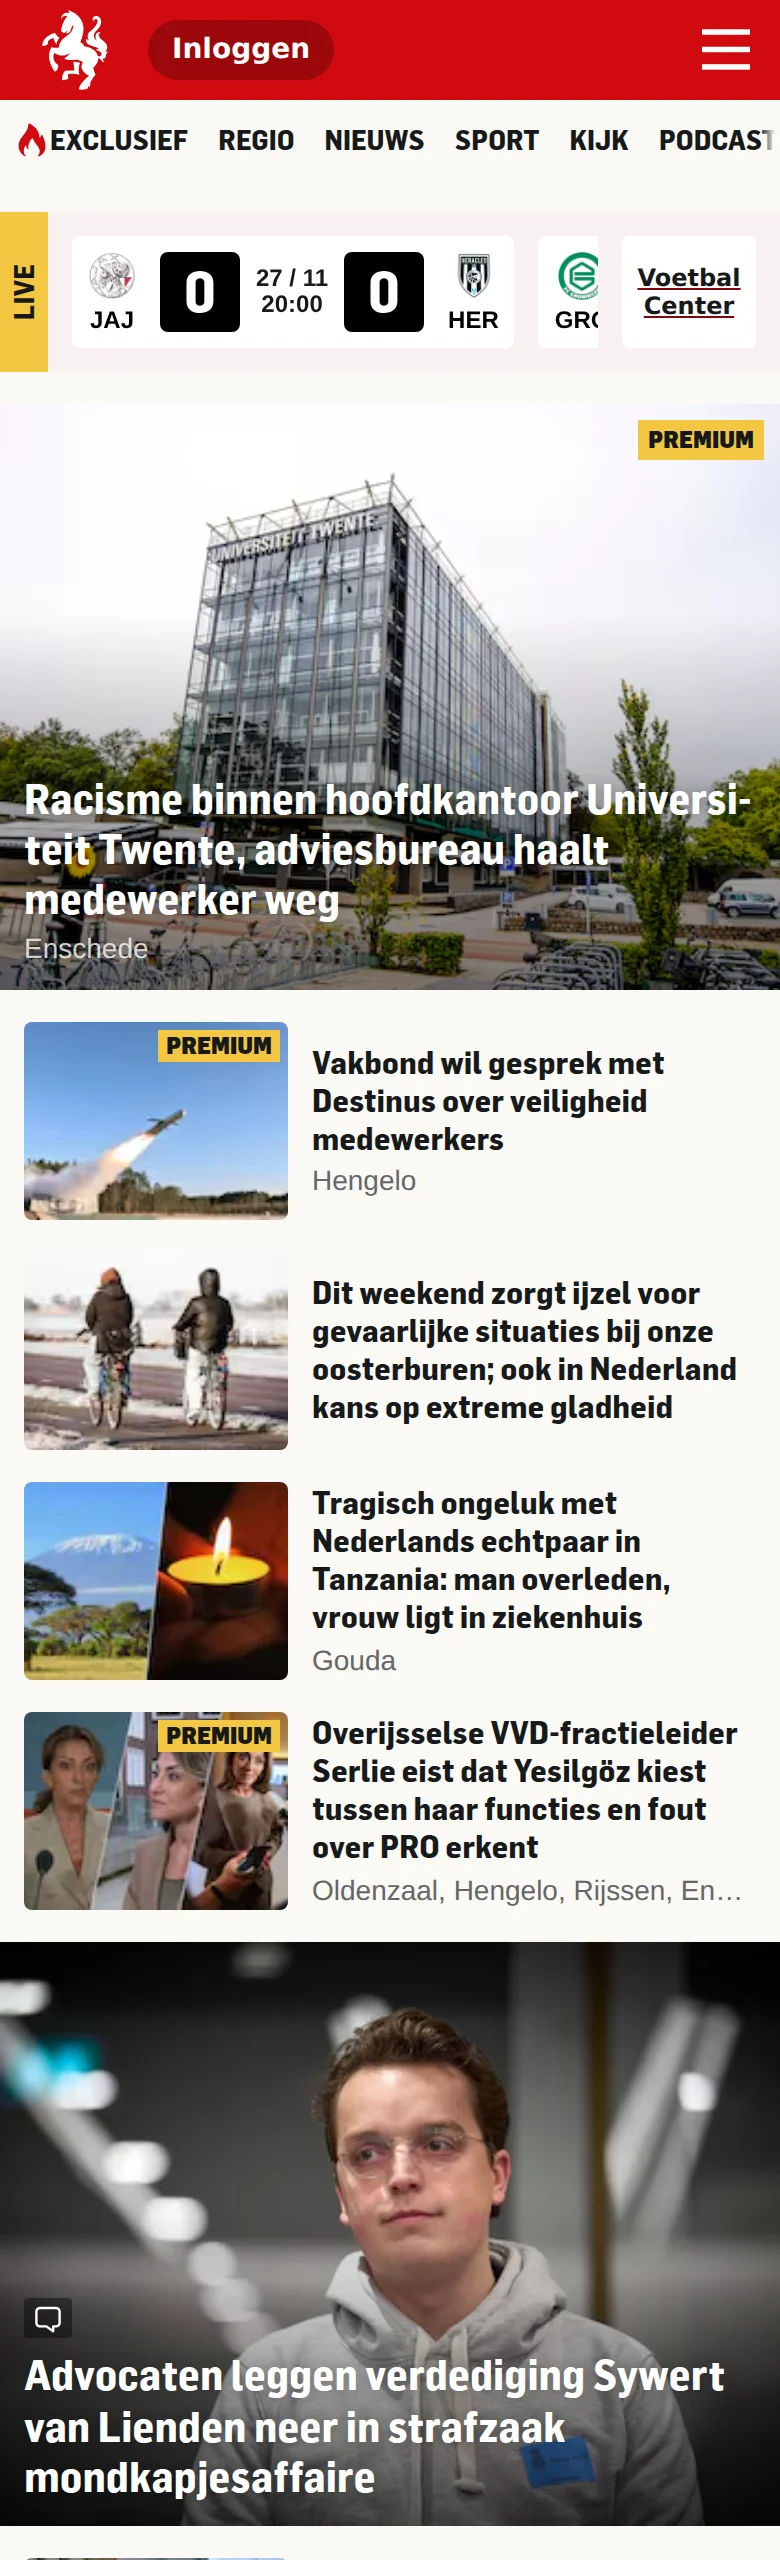 Inloggen
EXCLUSIEF REGIO NIEUWS SPORT KIJK PODCAST
LIVE
JAJ
0
27 / 11
20:00
0
HERACLES
HER
GRO
Voetbal
Center
PREMIUM
UNIVERSITEIT TWENTE
Racisme binnen hoofdkantoor Universi-
teit Twente, adviesbureau haalt
medewerker weg
Enschede
PREMIUM
Vakbond wil gesprek met
Destinus over veiligheid
medewerkers
Hengelo
Dit weekend zorgt ijzel voor
gevaarlijke situaties bij onze
oosterburen; ook in Nederland
kans op extreme gladheid
Tragisch ongeluk met
Nederlands echtpaar in
Tanzania: man overleden,
vrouw ligt in ziekenhuis
Gouda
PREMIUM
Overijsselse VVD-fractieleider
Serlie eist dat Yesilgöz kiest
tussen haar functies en fout
over PRO erkent
Oldenzaal, Hengelo, Rijssen, En...
Advocaten leggen verdediging Sywert
van Lienden neer in strafzaak
mondkapjesaffaire